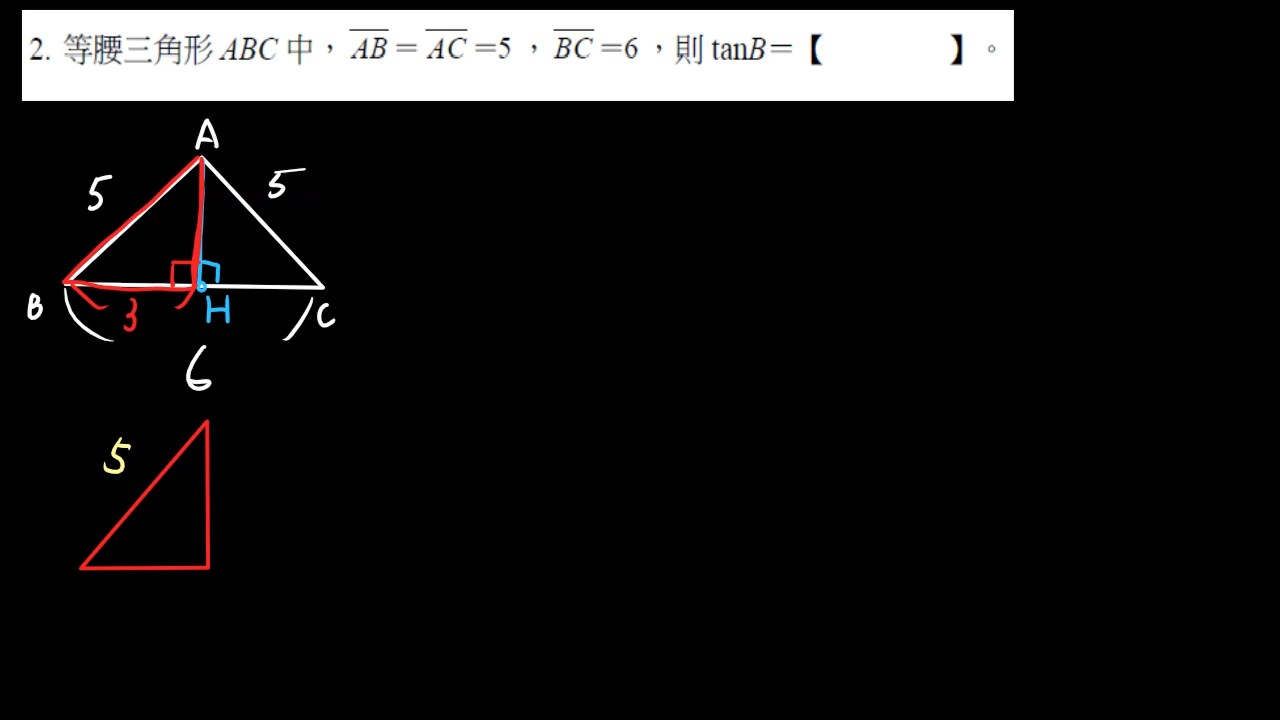 2. 等腰三角形 ABC 中，AB = AC =5，BC =6，則 tanB=【 】。
A
5
5
B
3
H
C
6
5